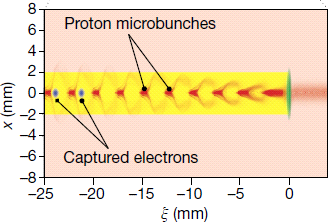 8
Proton microbunches
6
4
2
0
−2
−4
−6
Captured electrons
−8
x (mm)
−25 −20 −15 −10 −5 0
ξ (mm)